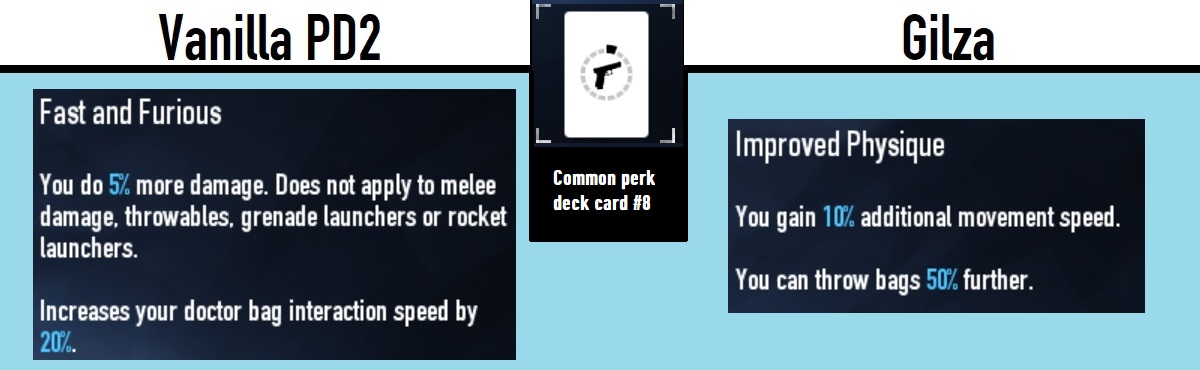 Vanilla PD2
Fast and Furious
You do 5% more damage. Does not apply to melee
damage, throwables, grenade launchers or rocket
launchers.
Increases your doctor bag interaction speed by
20%.
Common perk
deck card #8
Gilza
Improved Physique
You gain 10% additional movement speed.
You can throw bags 50% further.